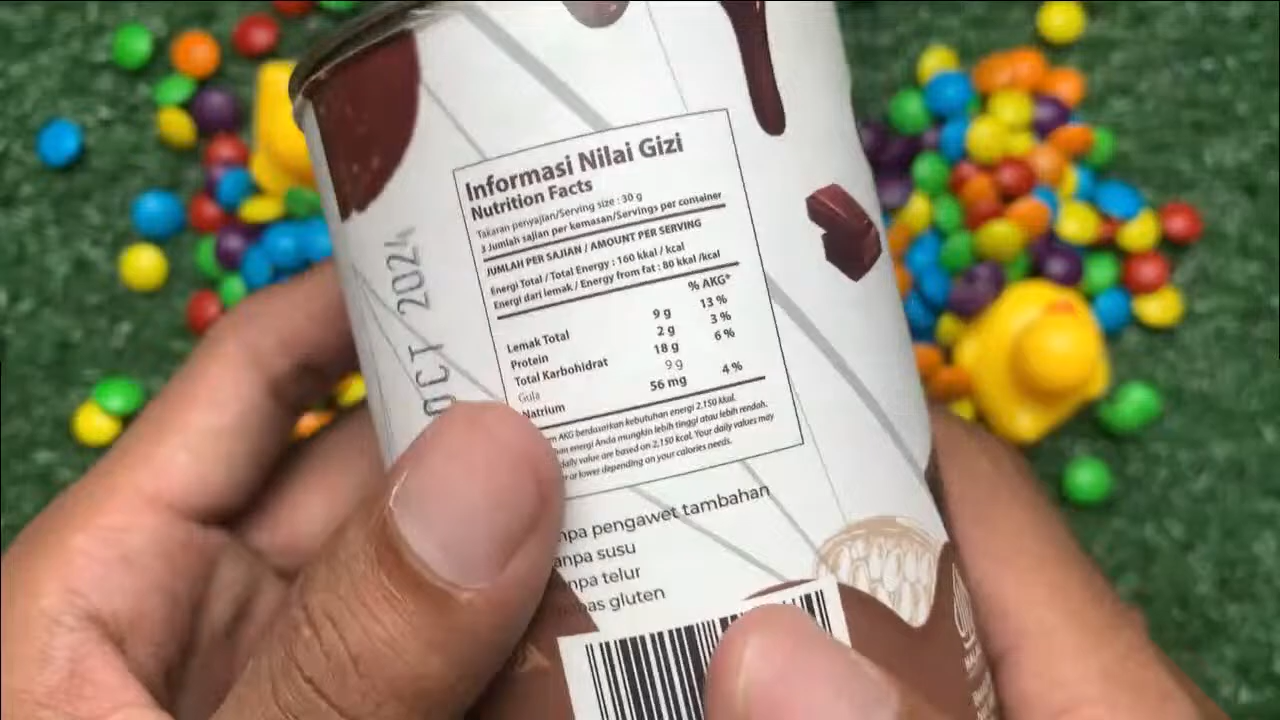 Informasi Nilai Gizi
Nutrition Facts
Takaran penyajian/Serving size : 30 g
3 Jumlah sajian per kemasan/Servings per container
JUMLAH PER SAJIAN / AMOUNT PER SERVING
Energi Total / Total Energy : 160 kkal / kcal
Energi dari lemak / Energy from fat : 80 kkal /kcal
% AKG*
Lemak Total 9 g 13 %
Protein 2 g 3 %
Total Karbohidrat 18 g 6 %
Gula 9 g
Natrium 56 mg 4 %
AKG berdasarkan kebutuhan energi 2.150 kkal.
energi Anda mungkin lebih tinggi atau lebih rendah.
daily value are based on 2,150 kcal. Your daily values may
or lower depending on your calories needs.
OCT 2024
pengawet tambahan
susu
telur
gluten